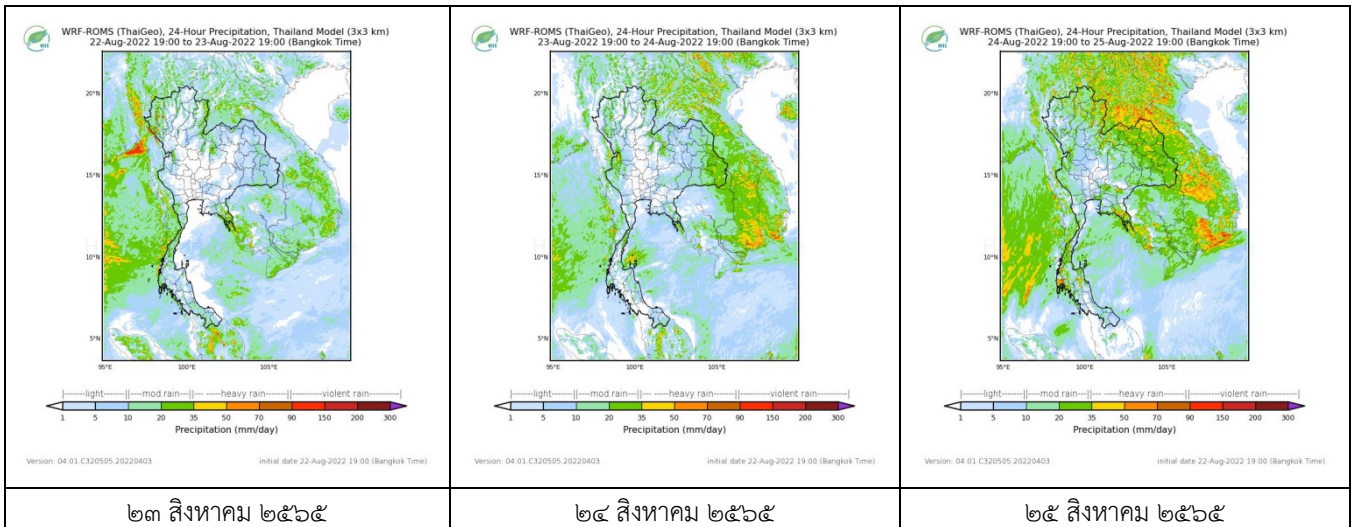 WRF-ROMS (ThaiGeo), 24-Hour Precipitation, Thailand Model (3x3 km)
22-Aug-2022 19:00 to 23-Aug-2022 19:00 (Bangkok Time)
HII
20°N
15°N
10°N
5°N
95°E 100°E 105°E
|-------light------||--mod.rain---||--- ---heavy rain---||--------violent rain-------|
1 5 10 20 35 50 70 90 150 200 300
Precipitation (mm/day)
Version: 04.01.C320505.20220403 initial date 22-Aug-2022 19:00 (Bangkok Time)
๒๓ สิงหาคม ๒๕๖๕
WRF-ROMS (ThaiGeo), 24-Hour Precipitation, Thailand Model (3x3 km)
23-Aug-2022 19:00 to 24-Aug-2022 19:00 (Bangkok Time)
HII
20°N
15°N
10°N
5°N
95°E 100°E 105°E
|-------light------||--mod.rain---||--- ---heavy rain---||--------violent rain-------|
1 5 10 20 35 50 70 90 150 200 300
Precipitation (mm/day)
Version: 04.01.C320505.20220403 initial date 22-Aug-2022 19:00 (Bangkok Time)
๒๔ สิงหาคม ๒๕๖๕
WRF-ROMS (ThaiGeo), 24-Hour Precipitation, Thailand Model (3x3 km)
24-Aug-2022 19:00 to 25-Aug-2022 19:00 (Bangkok Time)
HII
20°N
15°N
10°N
5°N
95°E 100°E 105°E
|-------light------||--mod.rain---||--- ---heavy rain---||--------violent rain-------|
1 5 10 20 35 50 70 90 150 200 300
Precipitation (mm/day)
Version: 04.01.C320505.20220403 initial date 22-Aug-2022 19:00 (Bangkok Time)
๒๕ สิงหาคม ๒๕๖๕